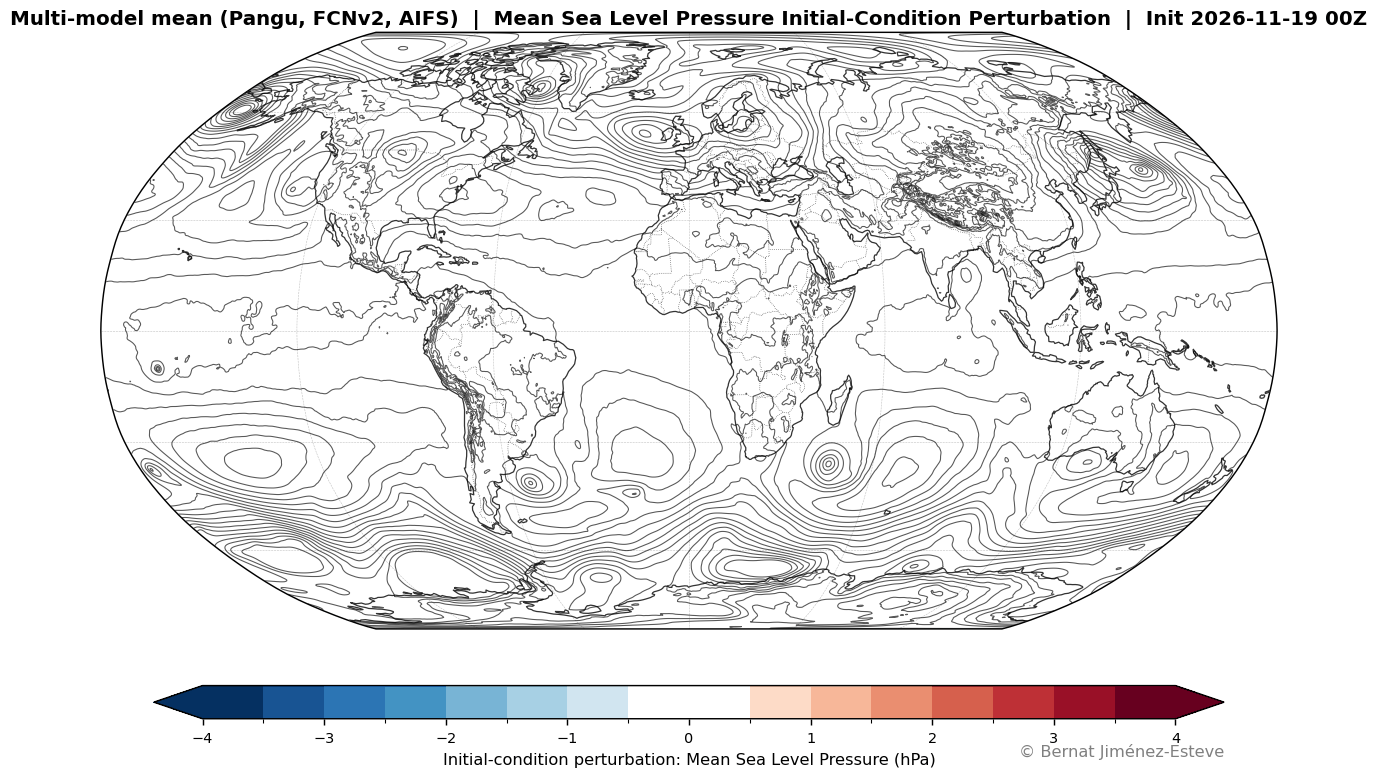 Multi-model mean (Pangu, FCNv2, AIFS)  |  Mean Sea Level Pressure Initial-Condition Perturbation  |  Init 2026-11-19 00Z
−4 −3 −2 −1 0 1 2 3 4
Initial-condition perturbation: Mean Sea Level Pressure (hPa)
© Bernat Jiménez-Esteve